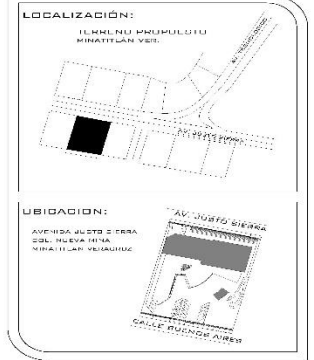 LOCALIZACIÓN:
TERRENO PROPUESTO
MINATITLÁN VER.
AV. JUSTO SIERRA
UBICACION:
AVENIDA JUSTO SIERRA
COL. NUEVA MINA
MINATITLAN VERACRUZ
AV. JUSTO SIERRA
CALLE BUENOS AIRES